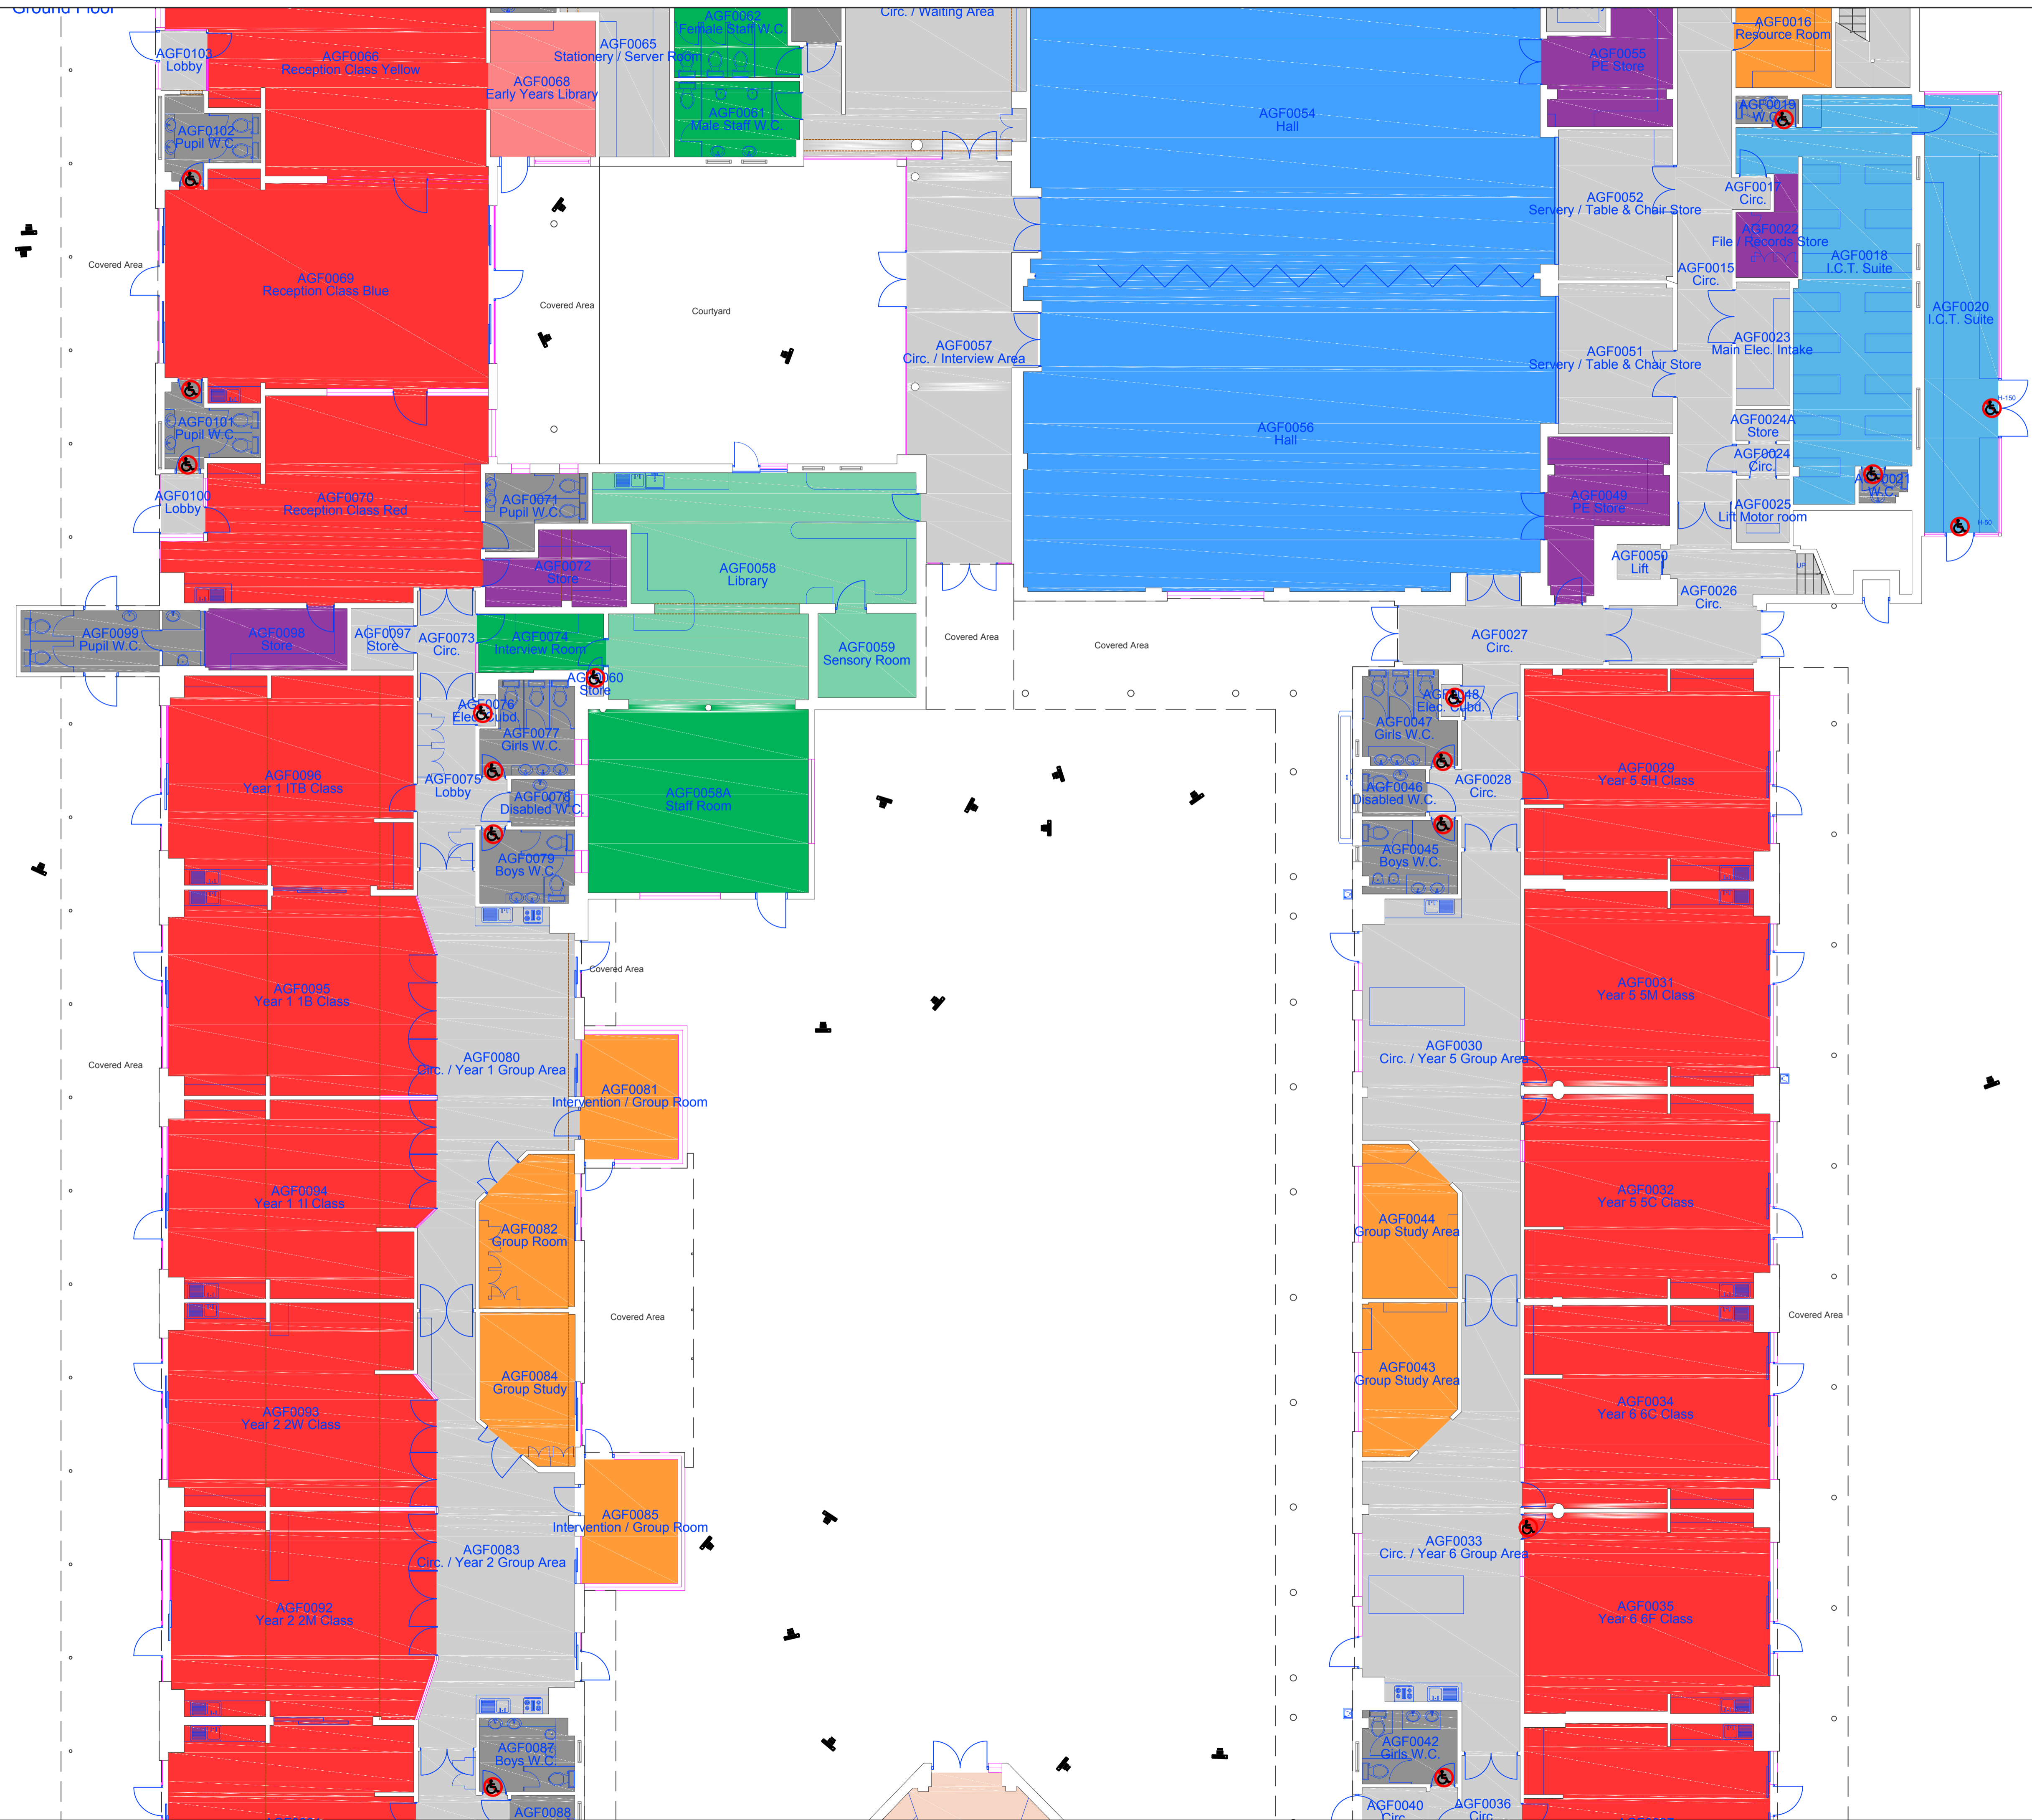 Ground Floor
AGF0103
Lobby
AGF0066
Reception Class Yellow
AGF0068
Early Years Library
AGF0065
Stationery / Server Room
AGF0062
Female Staff W.C.
AGF0061
Male Staff W.C.
Circ. / Waiting Area
AGF0054
Hall
AGF0055
PE Store
AGF0016
Resource Room
AGF0019
W.C.
AGF0102
Pupil W.C.
AGF0017
Circ.
AGF0052
Servery / Table & Chair Store
AGF0022
File / Records Store
AGF0018
I.C.T. Suite
AGF0015
Circ.
AGF0020
I.C.T. Suite
Covered Area
AGF0069
Reception Class Blue
Covered Area
Courtyard
AGF0057
Circ. / Interview Area
AGF0051
Servery / Table & Chair Store
AGF0023
Main Elec. Intake
H-150
AGF0101
Pupil W.C.
AGF0056
Hall
AGF0024A
Store
AGF0024
Circ.
AGF0021
W.C.
AGF0100
Lobby
AGF0070
Reception Class Red
AGF0071
Pupil W.C.
AGF0049
PE Store
AGF0025
Lift Motor room
H-50
AGF0072
Store
AGF0058
Library
AGF0050
Lift
UP
AGF0026
Circ.
AGF0099
Pupil W.C.
AGF0098
Store
AGF0097
Store
AGF0073
Circ.
AGF0074
Interview Room
AGF0059
Sensory Room
Covered Area
Covered Area
AGF0027
Circ.
AGF0060
Store
AGF0076
Elec. Cubd.
AGF0077
Girls W.C.
AGF0048
Elec. Cubd.
AGF0047
Girls W.C.
AGF0096
Year 1 ITB Class
AGF0075
Lobby
AGF0078
Disabled W.C.
AGF0058A
Staff Room
AGF0046
Disabled W.C.
AGF0028
Circ.
AGF0029
Year 5 5H Class
AGF0079
Boys W.C.
AGF0045
Boys W.C.
Covered Area
AGF0095
Year 1 1B Class
AGF0031
Year 5 5M Class
Covered Area
AGF0080
Circ. / Year 1 Group Area
AGF0081
Intervention / Group Room
AGF0030
Circ. / Year 5 Group Area
AGF0094
Year 1 1I Class
AGF0082
Group Room
AGF0044
Group Study Area
AGF0032
Year 5 5C Class
Covered Area
Covered Area
AGF0084
Group Study
AGF0043
Group Study Area
AGF0093
Year 2 2W Class
AGF0034
Year 6 6C Class
AGF0085
Intervention / Group Room
AGF0083
Circ. / Year 2 Group Area
AGF0033
Circ. / Year 6 Group Area
AGF0092
Year 2 2M Class
AGF0035
Year 6 6F Class
AGF0087
Boys W.C.
AGF0042
Girls W.C.
AGF0088
AGF0040
Circ.
AGF0036
Circ.